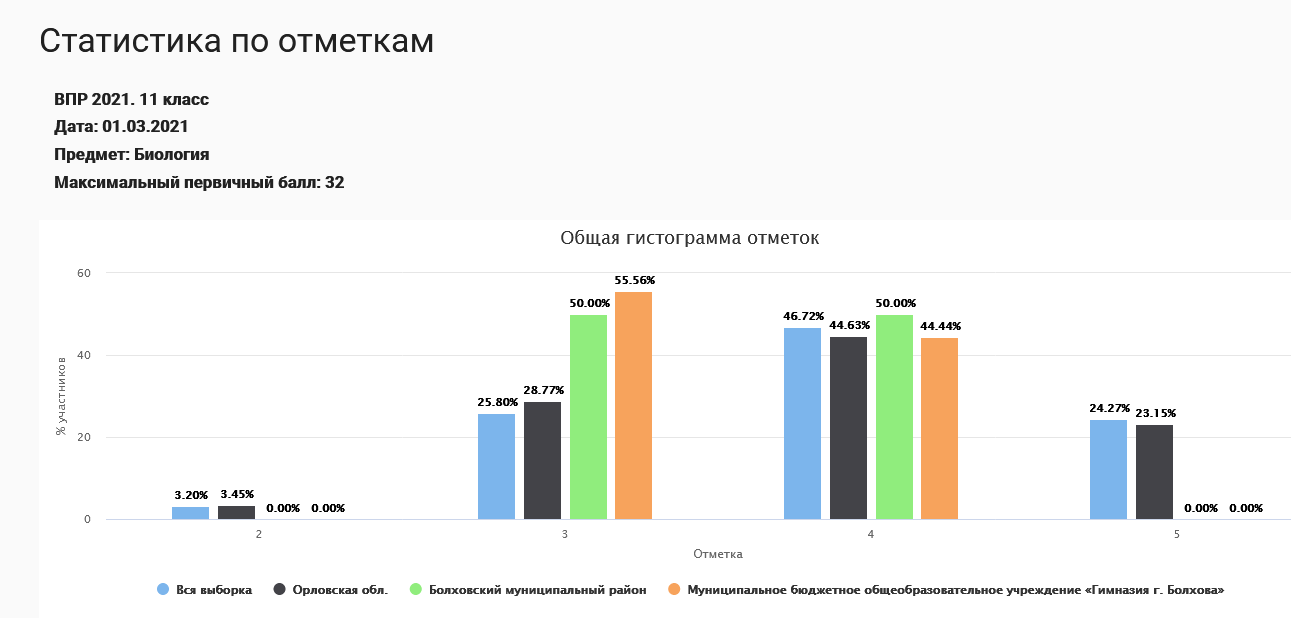 Статистика по отметкам
ВПР 2021. 11 класс
Дата: 01.03.2021
Предмет: Биология
Максимальный первичный балл: 32
Общая гистограмма отметок
% участников
60
40
20
0
3.20% 3.45% 0.00% 0.00%
25.80% 28.77% 50.00% 55.56%
46.72% 44.63% 50.00% 44.44%
24.27% 23.15% 0.00% 0.00%
2 3 4 5
Отметка
Вся выборка Орловская обл. Болховский муниципальный район Муниципальное бюджетное общеобразовательное учреждение «Гимназия г. Болхова»